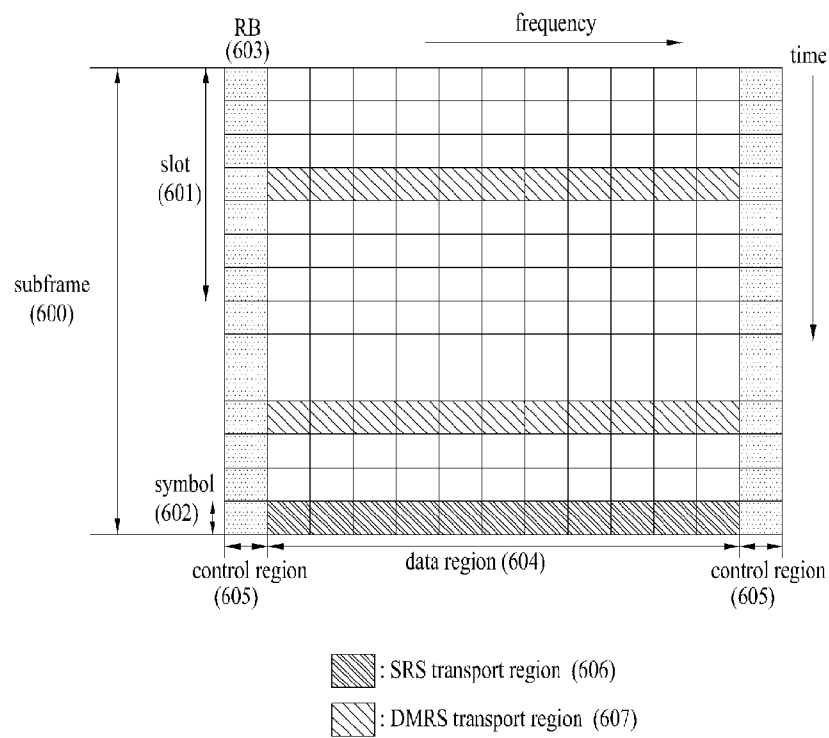 RB
(603)
frequency
time
slot
(601)
subframe
(600)
symbol
(602)
control region
(605)
data region (604)
control region
(605)
: SRS transport region (606)
: DMRS transport region (607)